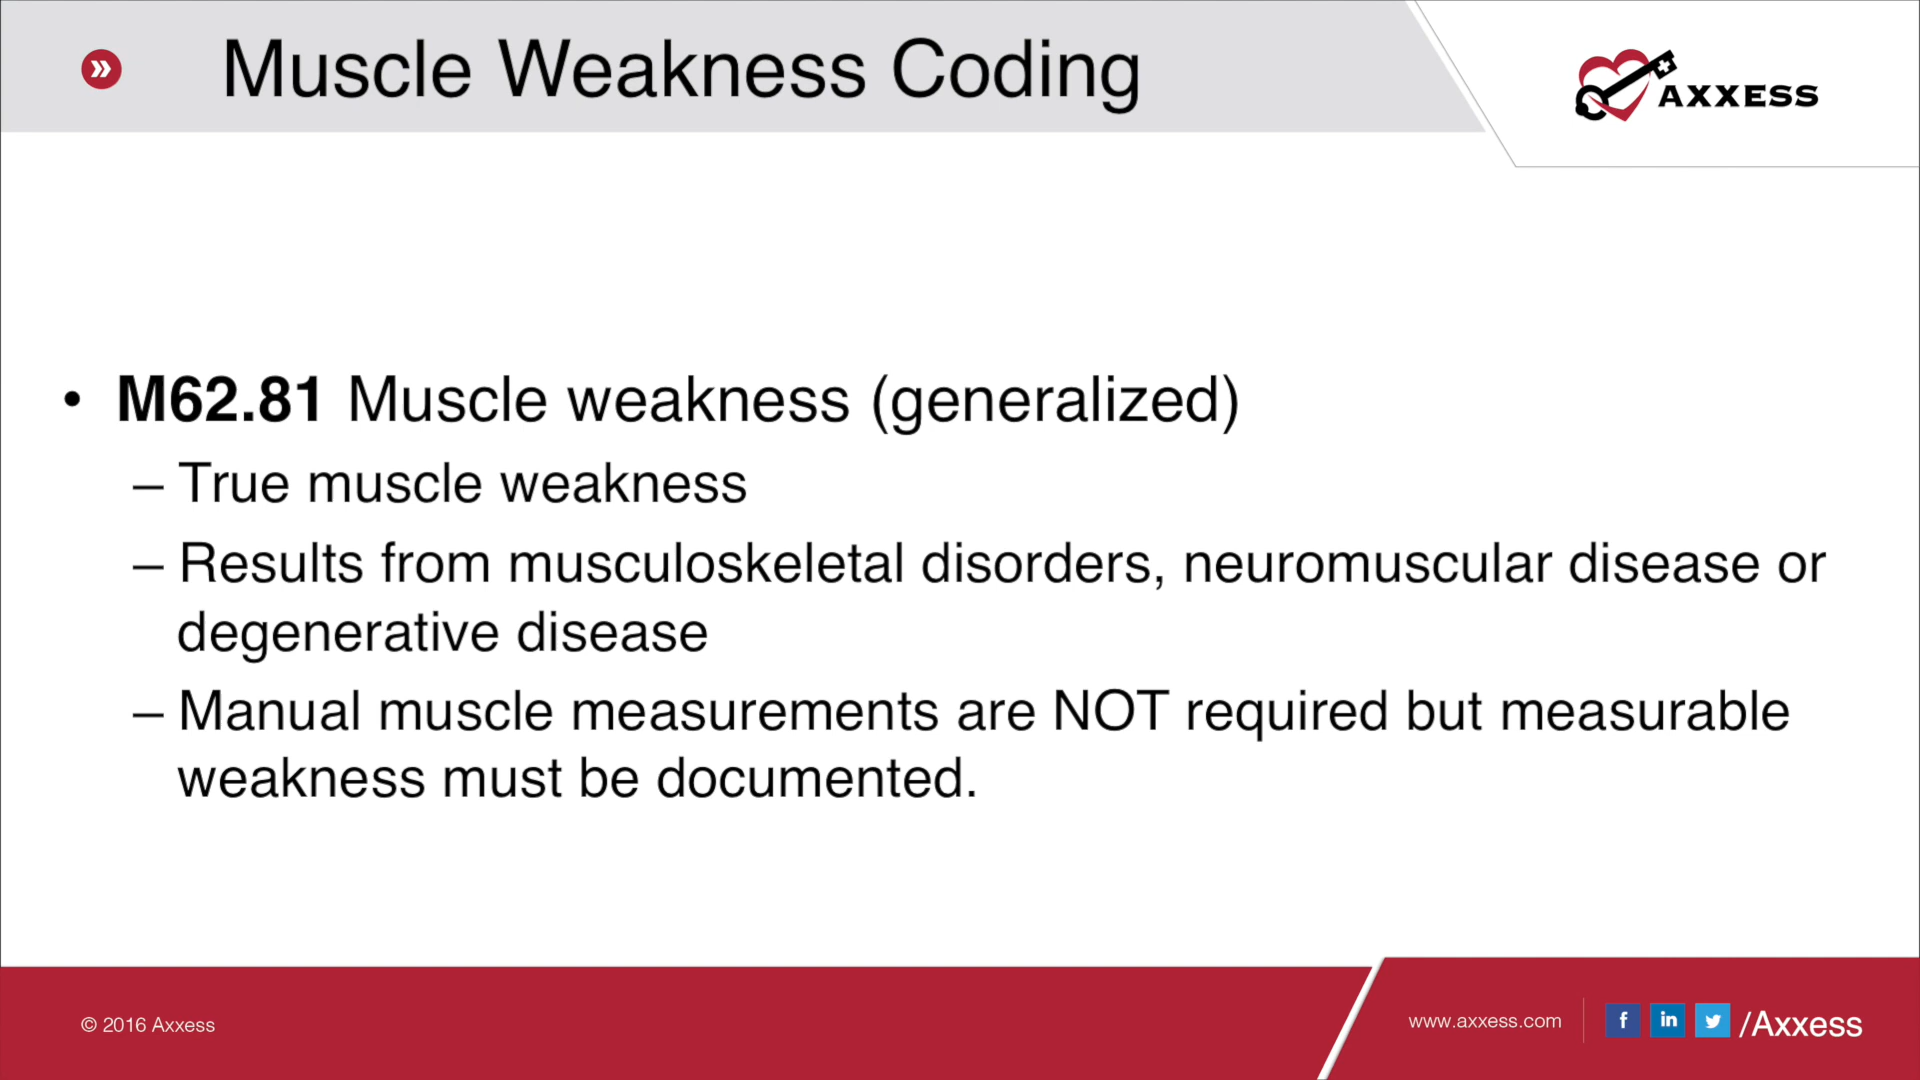 Muscle Weakness Coding
AXXESS
• M62.81 Muscle weakness (generalized)
– True muscle weakness
– Results from musculoskeletal disorders, neuromuscular disease or
degenerative disease
– Manual muscle measurements are NOT required but measurable
weakness must be documented.
© 2016 Axxess
www.axxess.com
f in /Axxess